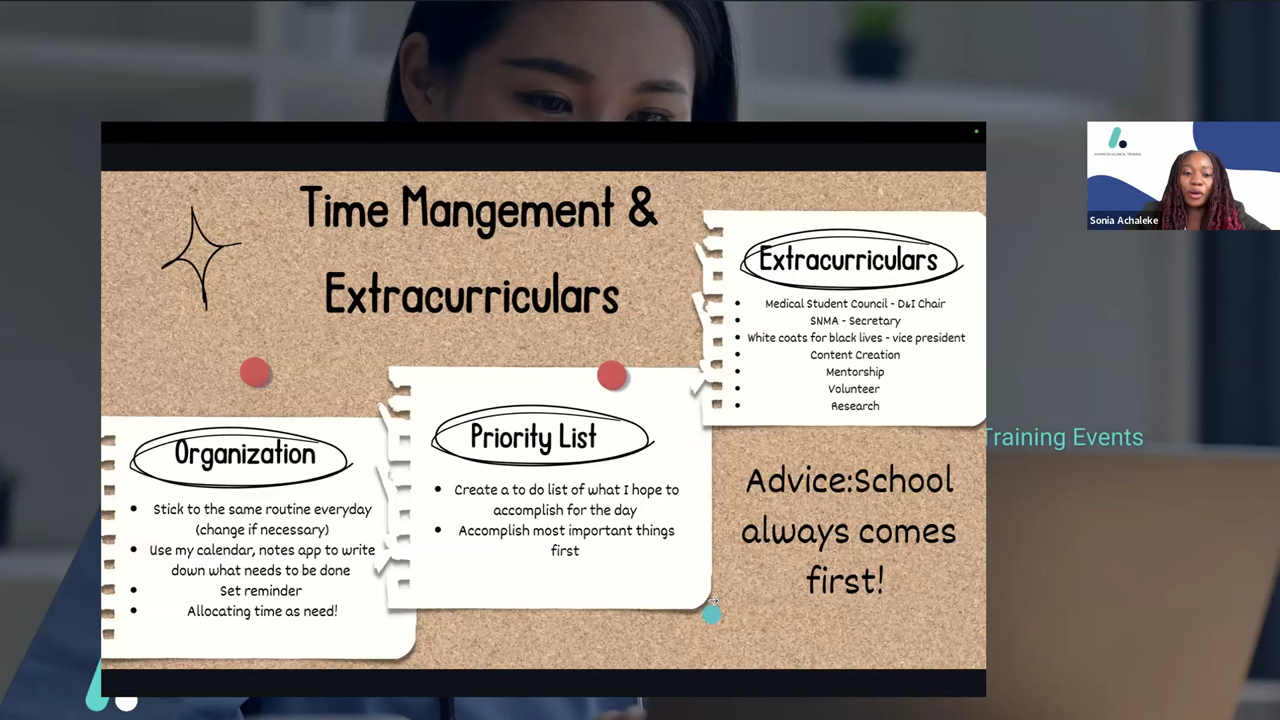 Time Mangement &
Extracurriculars
Extracurriculars
Medical Student Council - D&I Chair
SNMA - Secretary
White coats for black lives - vice president
Content Creation
Mentorship
Volunteer
Research
Organization
Stick to the same routine everyday
(change if necessary)
Use my calendar, notes app to write
down what needs to be done
Set reminder
Allocating time as need!
Priority List
Create a to do list of what I hope to
accomplish for the day
Accomplish most important things
first
Advice:School
always comes
first!
Training Events
ADVANCED CLINICAL TRAINING
Sonia Achaleke